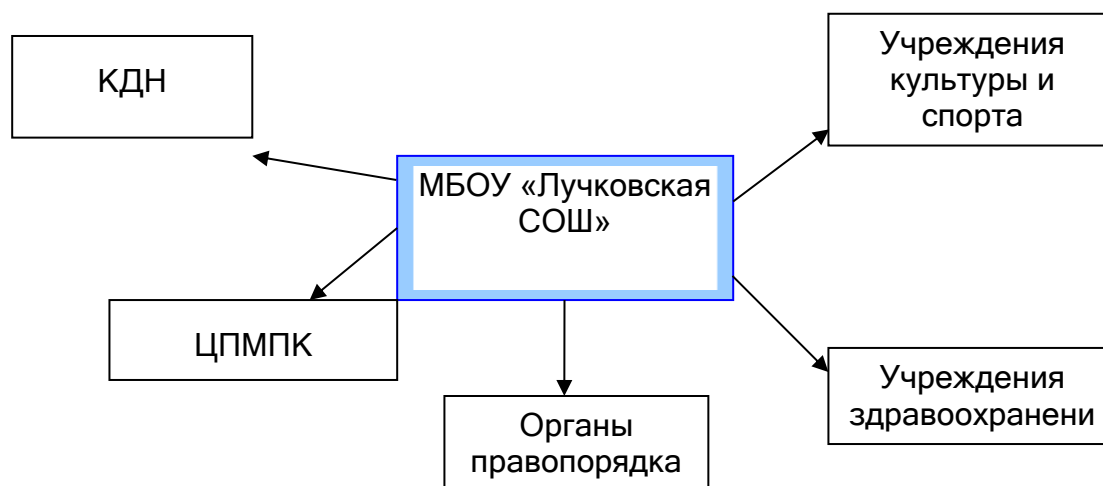 КДН
Учреждения
культуры и
спорта
МБОУ «Лучковская
СОШ»
ЦПМПК
Учреждения
здравоохранени
Органы
правопорядка